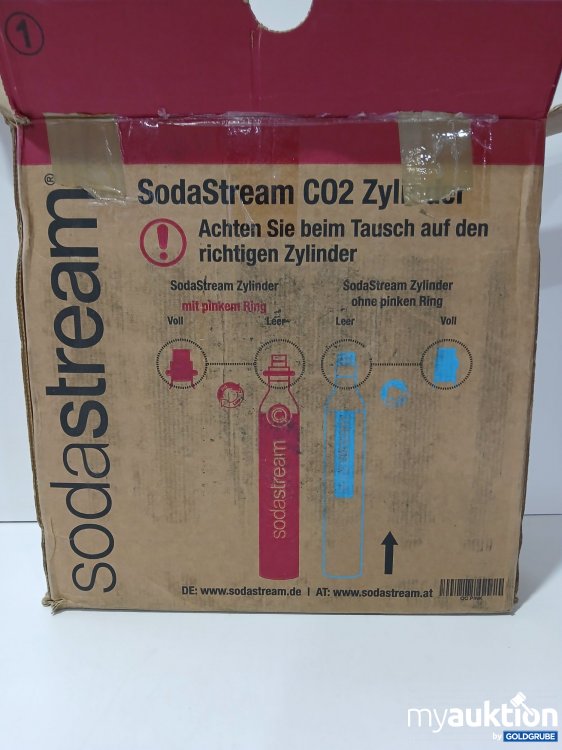 1
sodastream®
SodaStream CO2 Zylinder
Achten Sie beim Tausch auf den
richtigen Zylinder
SodaStream Zylinder
mit pinkem Ring
Voll
Leer
SodaStream Zylinder
ohne pinken Ring
Leer
Voll
sodastream
DE: www.sodastream.de | AT: www.sodastream.at
QC PINK
myauktion
by GOLDGRUBE